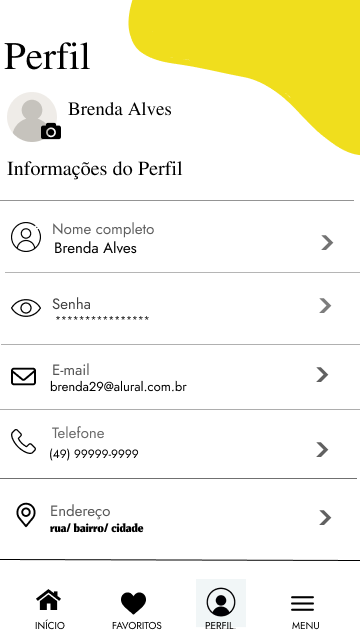 Perfil
Brenda Alves
Informações do Perfil
Nome completo
Brenda Alves
Senha
****************
E-mail
brenda29@alural.com.br
Telefone
(49) 99999-9999
Endereço
rua/ bairro/ cidade
INÍCIO FAVORITOS PERFIL MENU